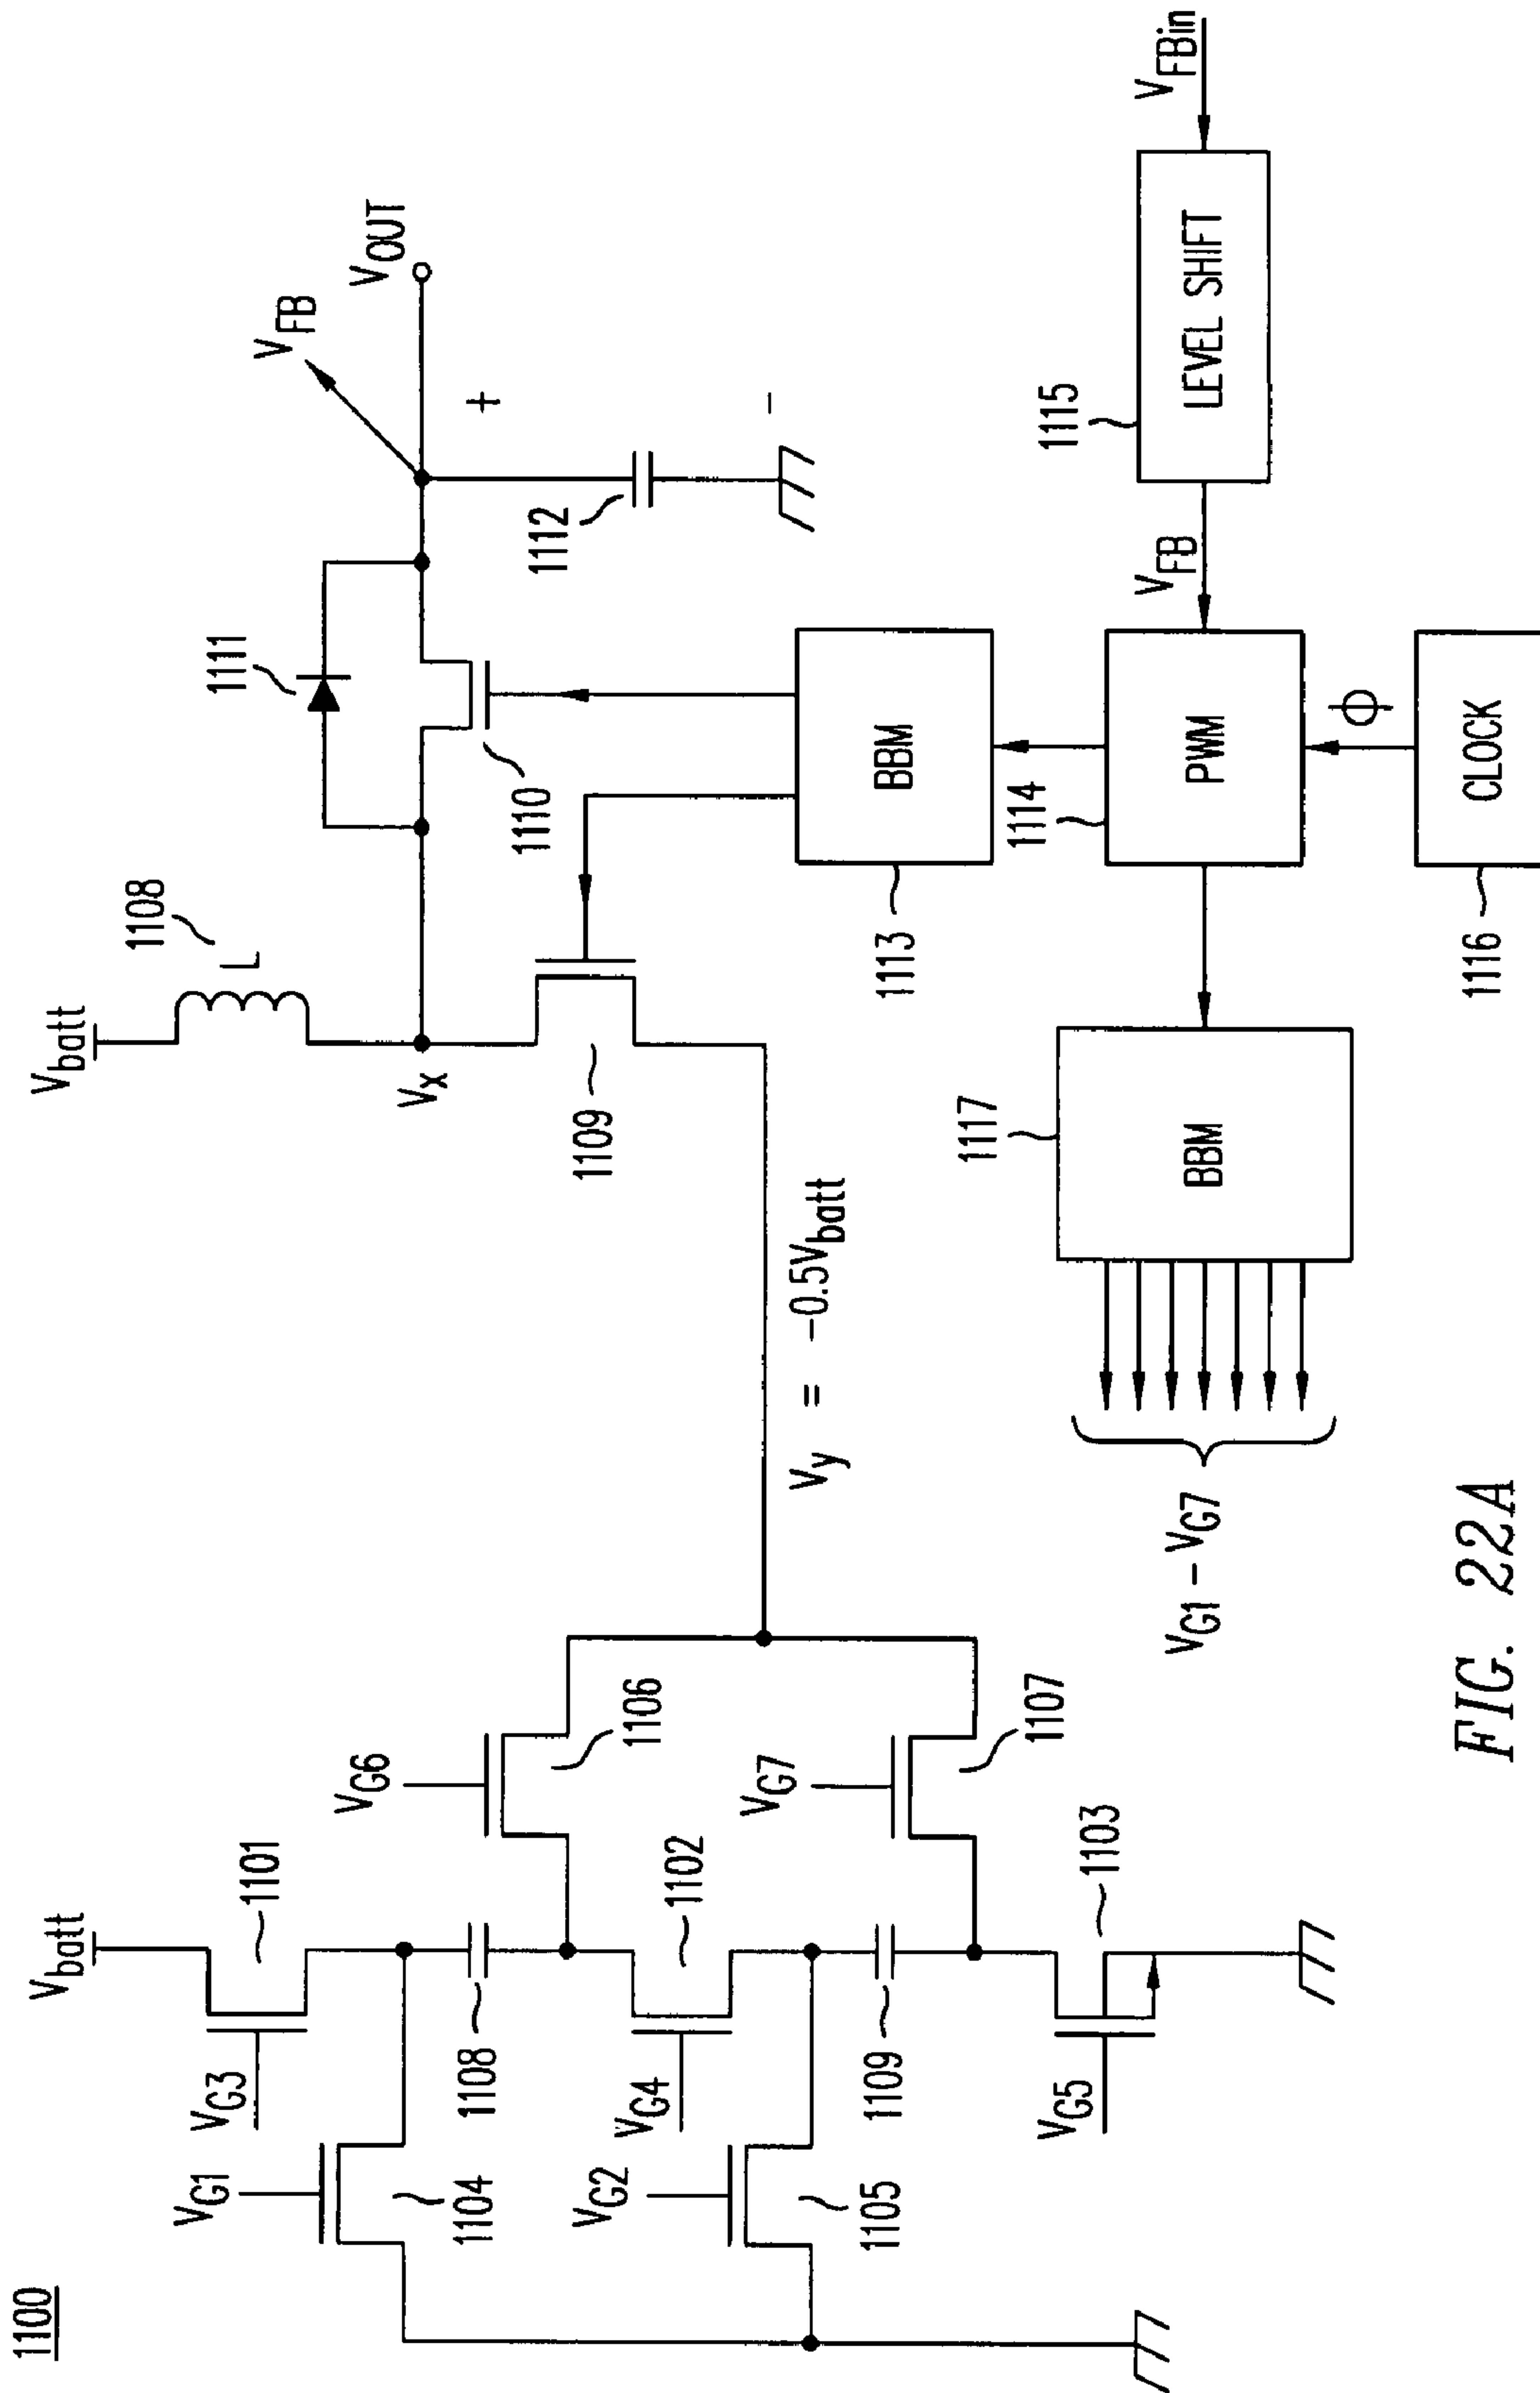 1100
V_batt
V_G3
1101
V_G1
1104
1108
V_G6
1106
V_G4
1102
V_G2
1105
1109
V_G7
1107
V_G5
1103
V_y = -0.5V_batt
V_batt
1108
L
V_x
1109
1110
1111
V_FB
V_OUT
+
-
1112
BBM
1113
PWM
1114
V_FB
LEVEL SHIFT
1115
V_FBin
Φ
CLOCK
1116
BBM
1117
V_G1 - V_G7
FIG. 22A